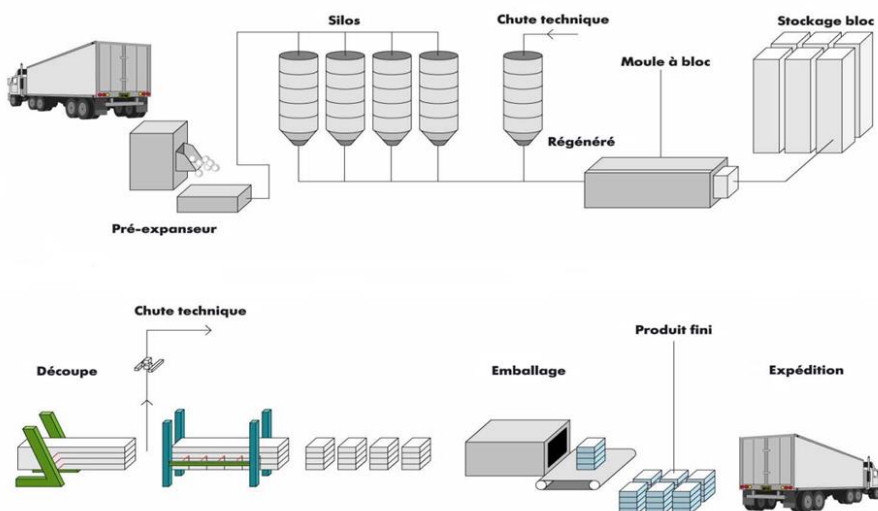 Silos
Chute technique
Stockage bloc
Moule à bloc
Régénéré
Pré-expanseur
Chute technique
Produit fini
Découpe
Emballage
Expédition